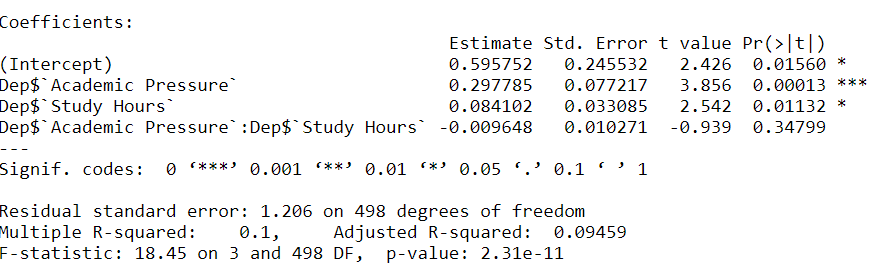 Coefficients:
Estimate Std. Error t value Pr(>|t|)
(Intercept) 0.595752 0.245532 2.426 0.01560 *
Dep$`Academic Pressure` 0.297785 0.077217 3.856 0.00013 ***
Dep$`Study Hours` 0.084102 0.033085 2.542 0.01132 *
Dep$`Academic Pressure`:Dep$`Study Hours` -0.009648 0.010271 -0.939 0.34799
---
Signif. codes: 0 ‘***’ 0.001 ‘**’ 0.01 ‘*’ 0.05 ‘.’ 0.1 ‘ ’ 1
Residual standard error: 1.206 on 498 degrees of freedom
Multiple R-squared: 0.1, Adjusted R-squared: 0.09459
F-statistic: 18.45 on 3 and 498 DF, p-value: 2.31e-11